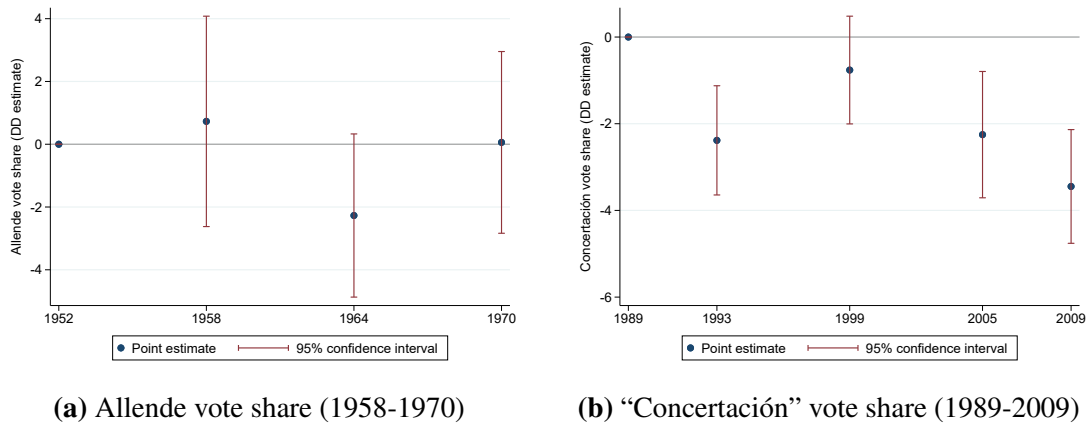 Allende vote share (DD estimate)
4
2
0
-2
-4
1952 1958 1964 1970
Point estimate 95% confidence interval
(a) Allende vote share (1958-1970)
Concertación vote share (DD estimate)
0
-2
-4
-6
1989 1993 1999 2005 2009
Point estimate 95% confidence interval
(b) “Concertación” vote share (1989-2009)